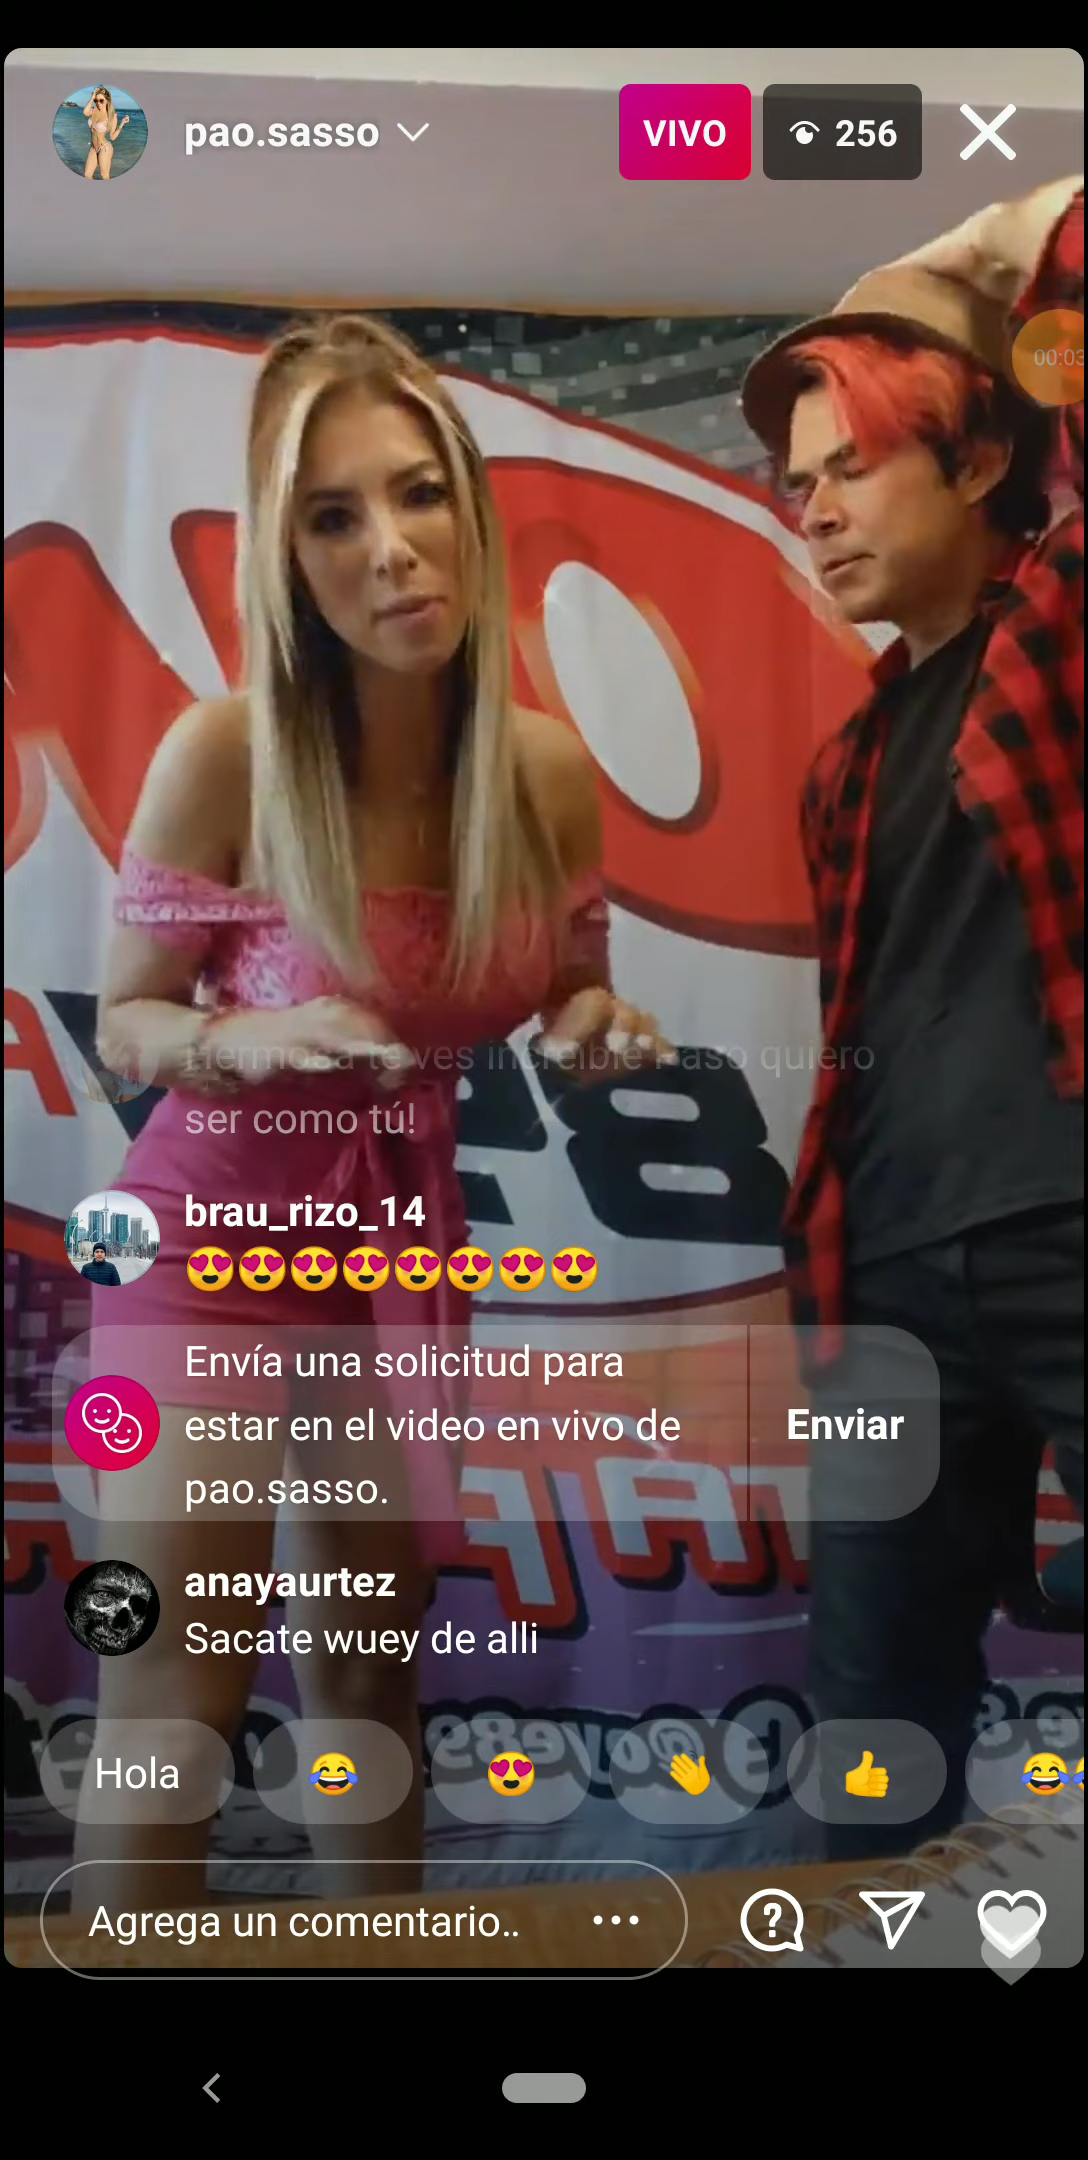 pao.sasso
VIVO
256
00:03
Hermosa te ves increíble Paso quiero
ser como tú!
brau_rizo_14
😍😍😍😍😍😍😍😍
Envía una solicitud para
estar en el video en vivo de
pao.sasso.
Enviar
anayaurtez
Sacate wuey de alli
@oye89
Hola
😂 😍 👋 👍 😂
Agrega un comentario..